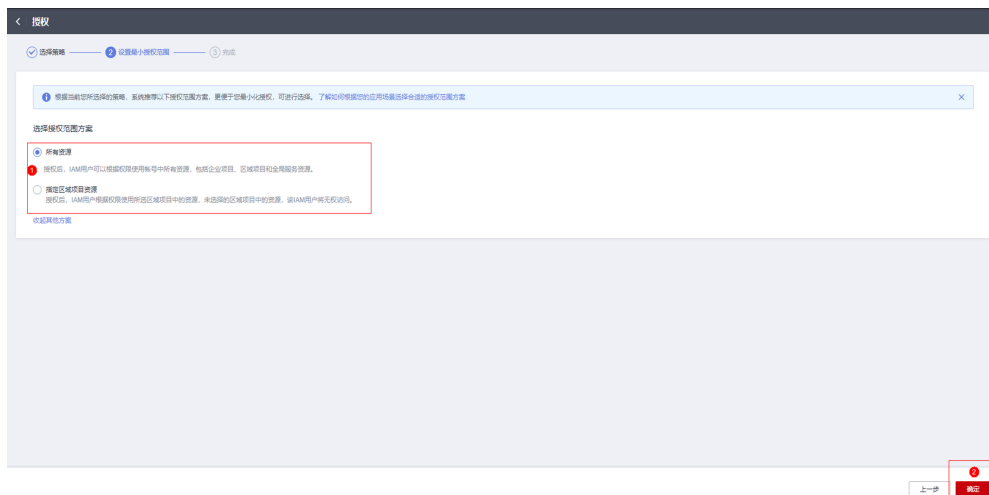 < 授权
选择策略 2 设置最小授权范围 3 完成
根据当前您所选择的策略，系统推荐以下授权范围方案，更便于您最小化授权，可进行选择。 了解如何根据您的应用场景选择合适的授权范围方案 ×
选择授权范围方案
所有资源
1 授权后，IAM用户可以根据权限使用帐号中所有资源，包括企业项目、区域项目和全局服务资源。
指定区域项目资源
授权后，IAM用户根据权限使用所选区域项目中的资源，未选择的区域项目中的资源，该IAM用户将无权访问。
收起其他方案
2
上一步 确定